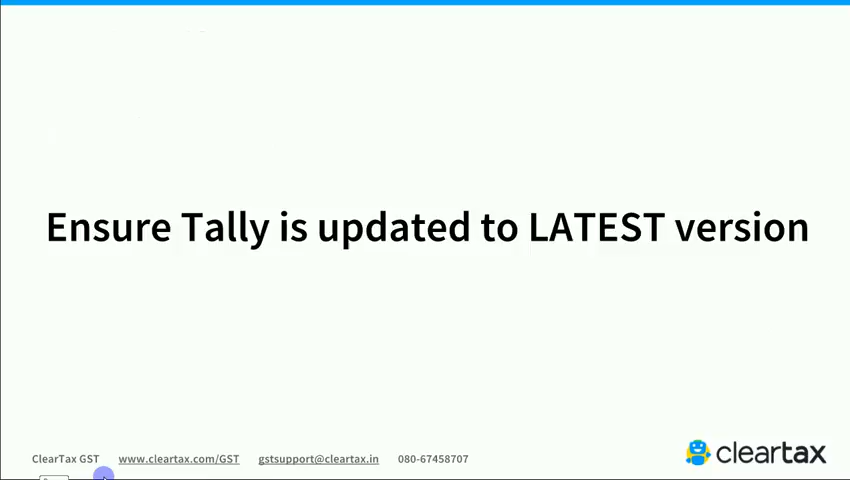 Ensure Tally is updated to LATEST version
ClearTax GST www.cleartax.com/GST gstsupport@cleartax.in 080-67458707
cleartax